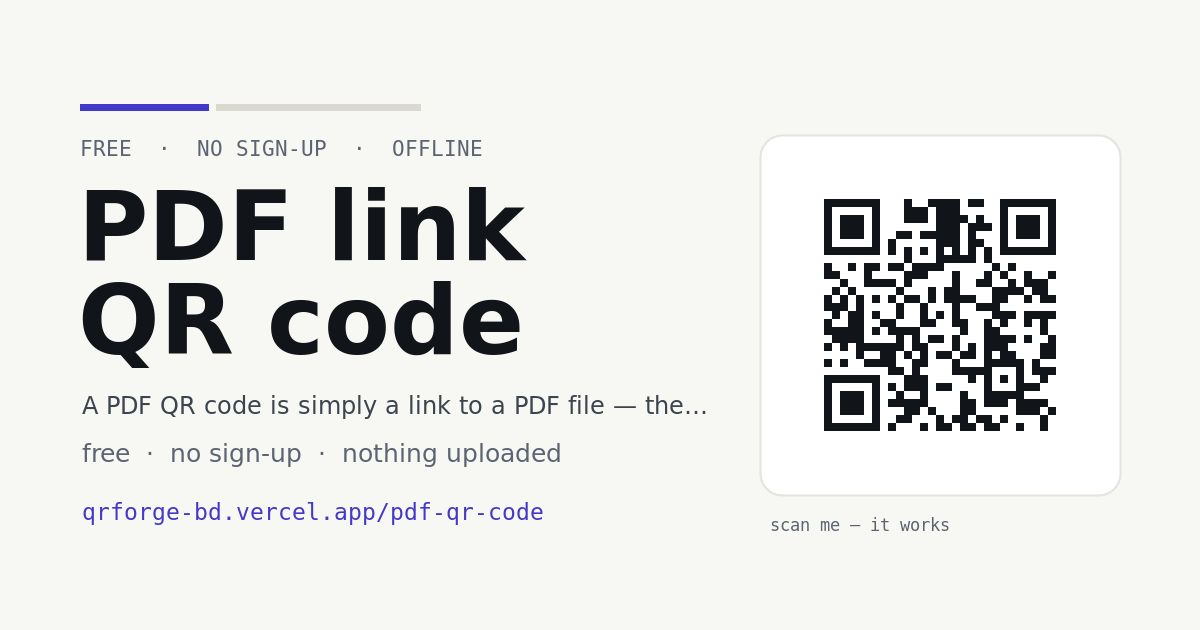 FREE · NO SIGN-UP · OFFLINE
PDF link
QR code
A PDF QR code is simply a link to a PDF file — the…
free · no sign-up · nothing uploaded
qrforge-bd.vercel.app/pdf-qr-code
scan me — it works